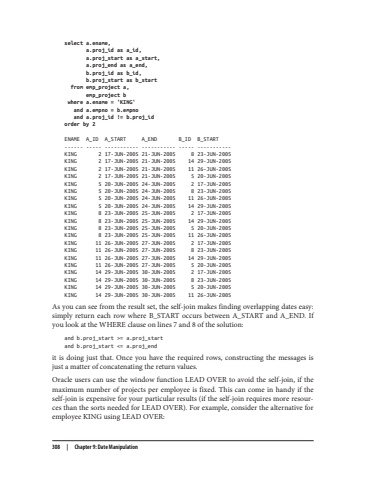 select a.ename,
a.proj_id as a_id,
a.proj_start as a_start,
a.proj_end as a_end,
b.proj_id as b_id,
b.proj_start as b_start
from emp_project a,
emp_project b
where a.ename = 'KING'
and a.empno = b.empno
and a.proj_id != b.proj_id
order by 2
ENAME A_ID A_START A_END B_ID B_START
------ ----- ----------- ----------- ----- -----------
KING 2 17-JUN-2005 21-JUN-2005 8 23-JUN-2005
KING 2 17-JUN-2005 21-JUN-2005 14 29-JUN-2005
KING 2 17-JUN-2005 21-JUN-2005 11 26-JUN-2005
KING 2 17-JUN-2005 21-JUN-2005 5 20-JUN-2005
KING 5 20-JUN-2005 24-JUN-2005 2 17-JUN-2005
KING 5 20-JUN-2005 24-JUN-2005 8 23-JUN-2005
KING 5 20-JUN-2005 24-JUN-2005 11 26-JUN-2005
KING 5 20-JUN-2005 24-JUN-2005 14 29-JUN-2005
KING 8 23-JUN-2005 25-JUN-2005 2 17-JUN-2005
KING 8 23-JUN-2005 25-JUN-2005 14 29-JUN-2005
KING 8 23-JUN-2005 25-JUN-2005 5 20-JUN-2005
KING 8 23-JUN-2005 25-JUN-2005 11 26-JUN-2005
KING 11 26-JUN-2005 27-JUN-2005 2 17-JUN-2005
KING 11 26-JUN-2005 27-JUN-2005 8 23-JUN-2005
KING 11 26-JUN-2005 27-JUN-2005 14 29-JUN-2005
KING 11 26-JUN-2005 27-JUN-2005 5 20-JUN-2005
KING 14 29-JUN-2005 30-JUN-2005 2 17-JUN-2005
KING 14 29-JUN-2005 30-JUN-2005 8 23-JUN-2005
KING 14 29-JUN-2005 30-JUN-2005 5 20-JUN-2005
KING 14 29-JUN-2005 30-JUN-2005 11 26-JUN-2005
As you can see from the result set, the self-join makes finding overlapping dates easy:
simply return each row where B_START occurs between A_START and A_END. If
you look at the WHERE clause on lines 7 and 8 of the solution:
and b.proj_start >= a.proj_start
and b.proj_start <= a.proj_end
it is doing just that. Once you have the required rows, constructing the messages is
just a matter of concatenating the return values.
Oracle users can use the window function LEAD OVER to avoid the self-join, if the
maximum number of projects per employee is fixed. This can come in handy if the
self-join is expensive for your particular results (if the self-join requires more resour-
ces than the sorts needed for LEAD OVER). For example, consider the alternative for
employee KING using LEAD OVER:
308 | Chapter 9: Date Manipulation